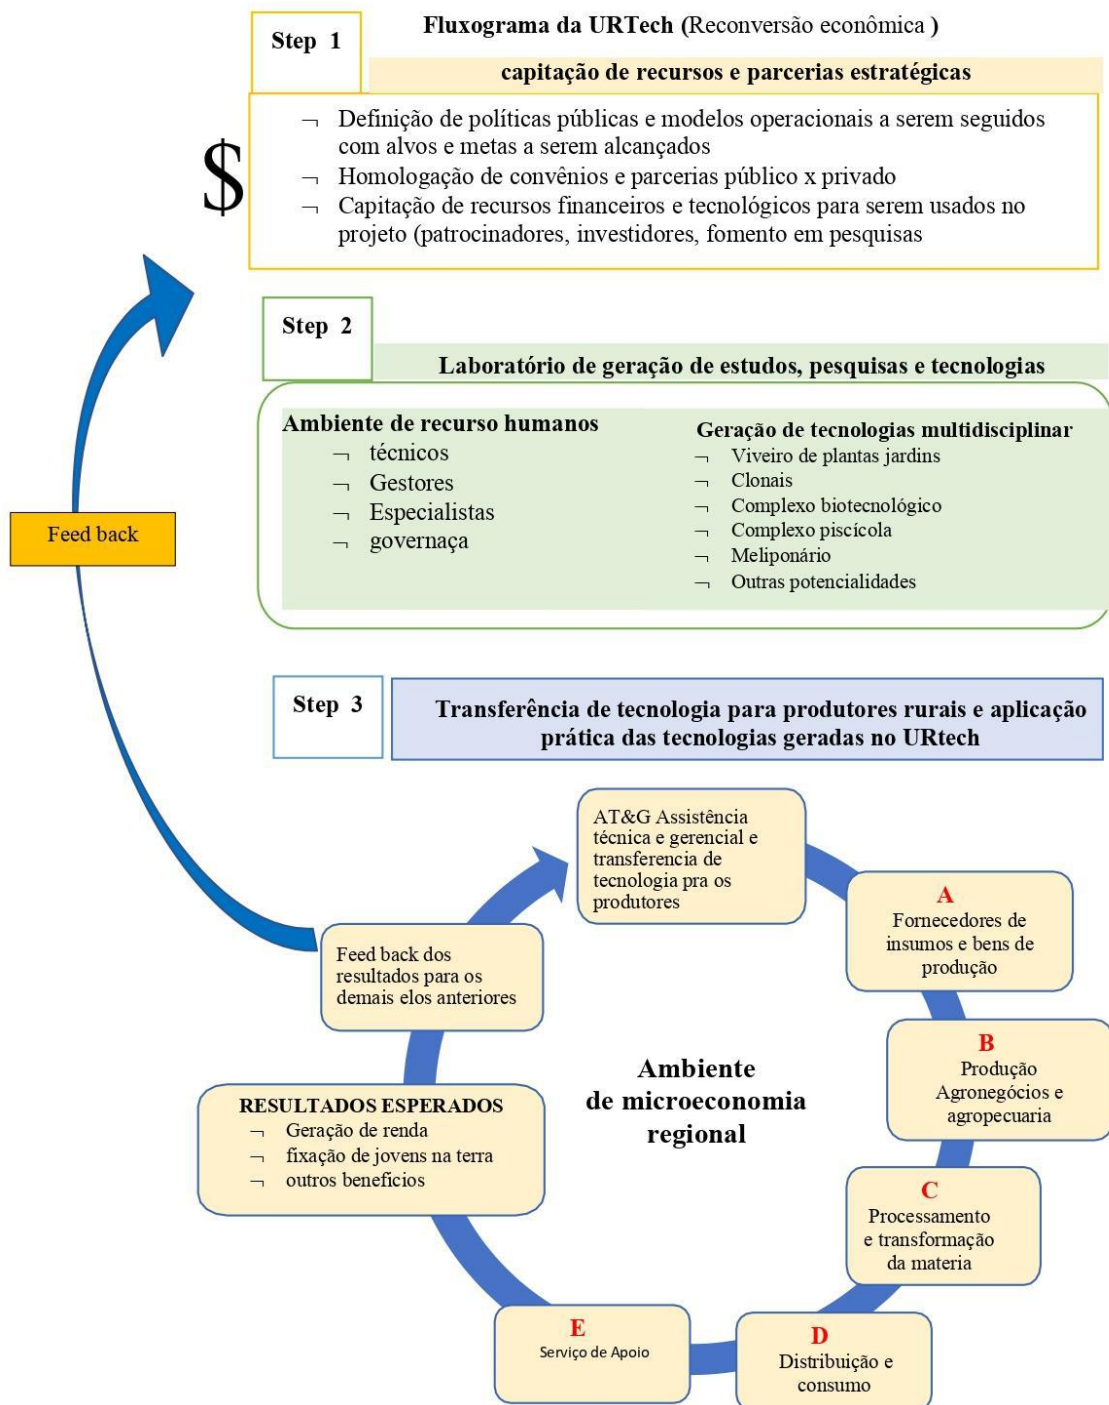 Step 1
Fluxograma da URTech (Reconversão econômica )
capitação de recursos e parcerias estratégicas
$
¬ Definição de políticas públicas e modelos operacionais a serem seguidos
com alvos e metas a serem alcançados
¬ Homologação de convênios e parcerias público x privado
¬ Capitação de recursos financeiros e tecnológicos para serem usados no
projeto (patrocinadores, investidores, fomento em pesquisas
Step 2
Laboratório de geração de estudos, pesquisas e tecnologias
Ambiente de recurso humanos
¬ técnicos
¬ Gestores
¬ Especialistas
¬ governaça
Geração de tecnologias multidisciplinar
¬ Viveiro de plantas jardins
¬ Clonais
¬ Complexo biotecnológico
¬ Complexo piscícola
¬ Meliponário
¬ Outras potencialidades
Feed back
Step 3
Transferência de tecnologia para produtores rurais e aplicação
prática das tecnologias geradas no URtech
AT&G Assistência
técnica e gerencial e
transferencia de
tecnologia pra os
produtores
A
Fornecedores de
insumos e bens de
produção
B
Produção
Agronegócios e
agropecuaria
C
Processamento
e transformação
da materia
D
Distribuição e
consumo
E
Serviço de Apoio
RESULTADOS ESPERADOS
¬ Geração de renda
¬ fixação de jovens na terra
¬ outros beneficios
Feed back dos
resultados para os
demais elos anteriores
Ambiente
de microeconomia
regional